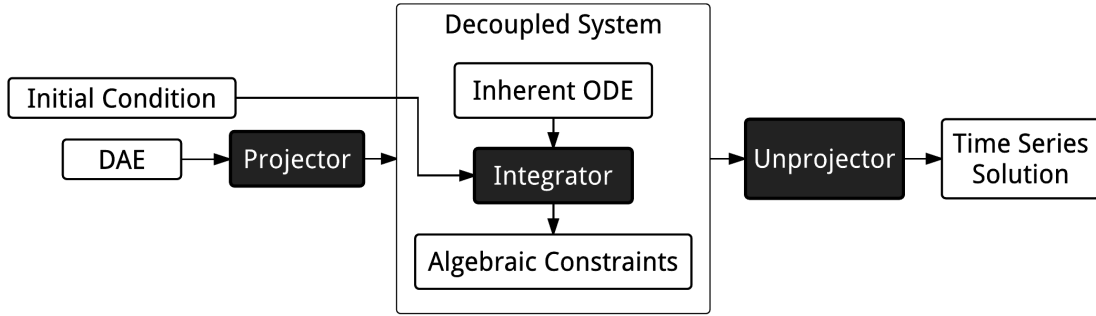 Decoupled System
Initial Condition
Inherent ODE
DAE
Projector
Integrator
Unprojector
Time Series
Solution
Algebraic Constraints